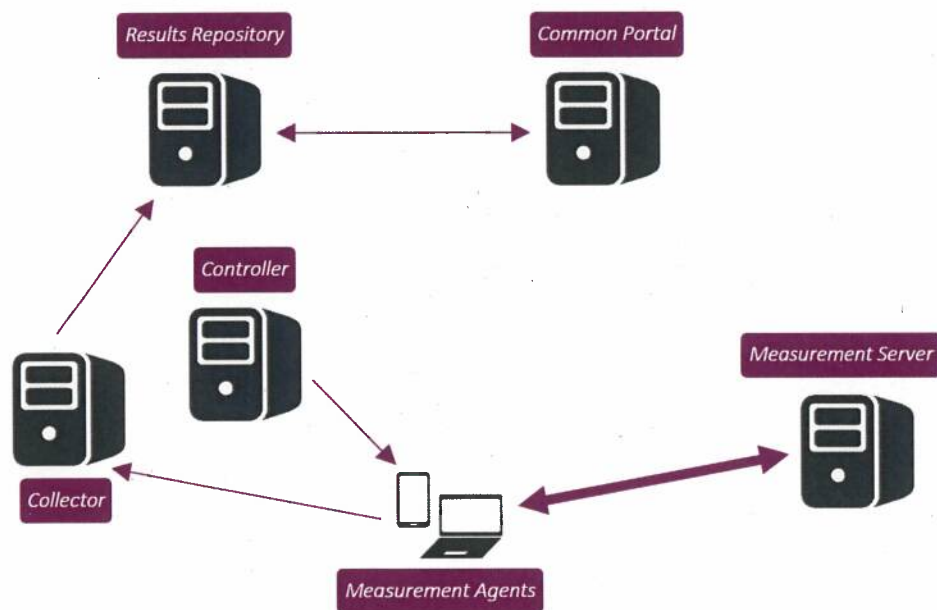 Results Repository
Common Portal
Controller
Measurement Server
Collector
Measurement Agents